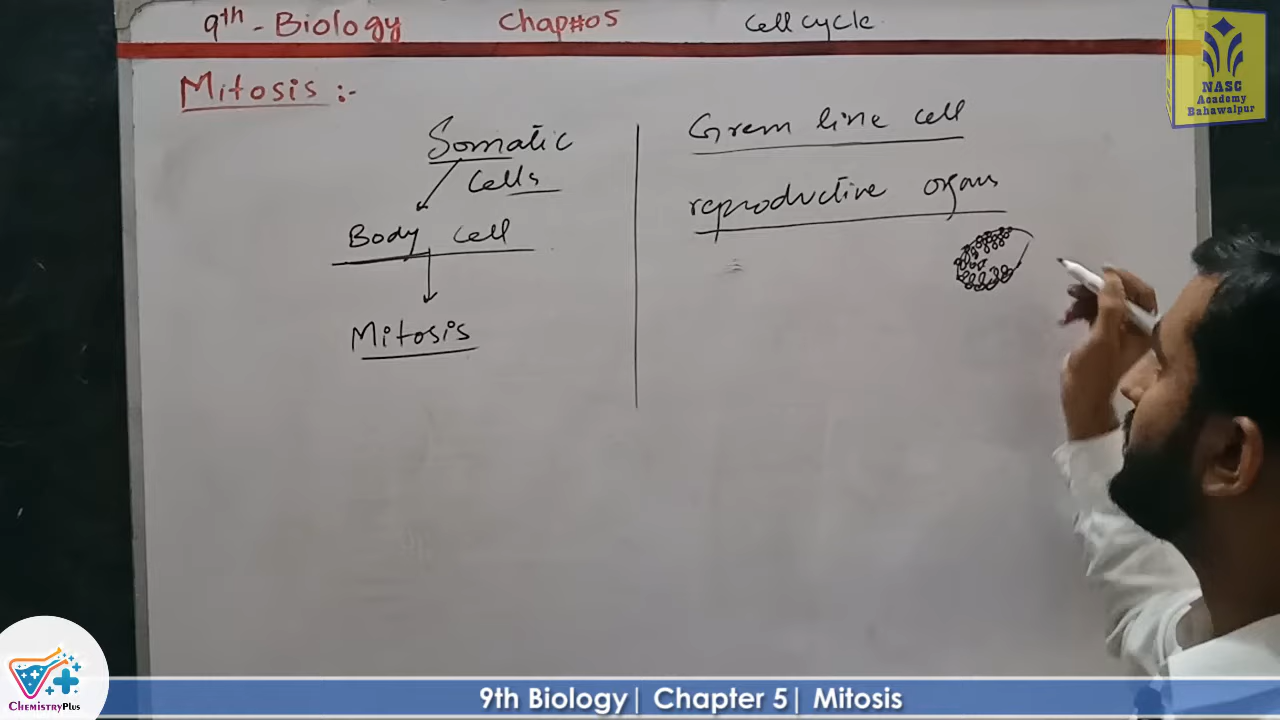 9th - Biology Chap#05 Cell Cycle
Mitosis :-
Somatic
Cells
Body Cell
Mitosis
Grem line cell
reproductive organs
NASC
Academy
Bahawalpur
CHEMISTRYPLUS
9th Biology| Chapter 5| Mitosis